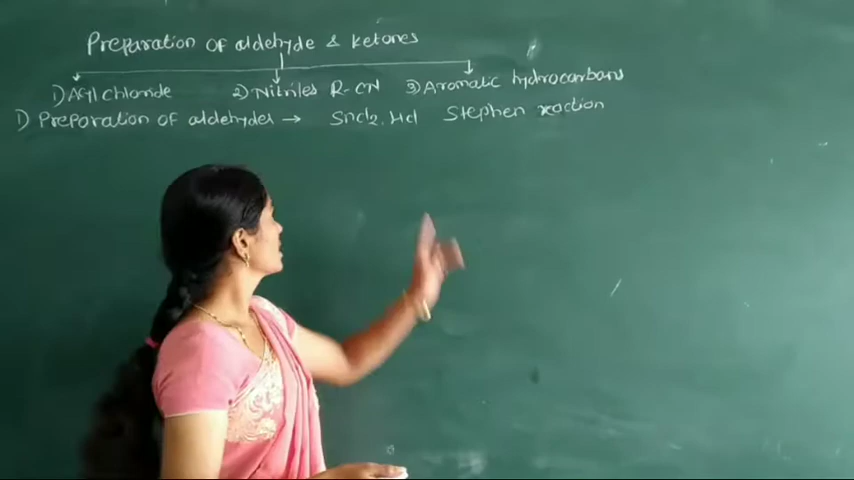 Preparation of aldehyde & ketones
1) Acyl chloride 2) Nitriles R-CN 3) Aromatic hydrocarbons
1) Preparation of aldehydes → SnCl2.HCl Stephen reaction